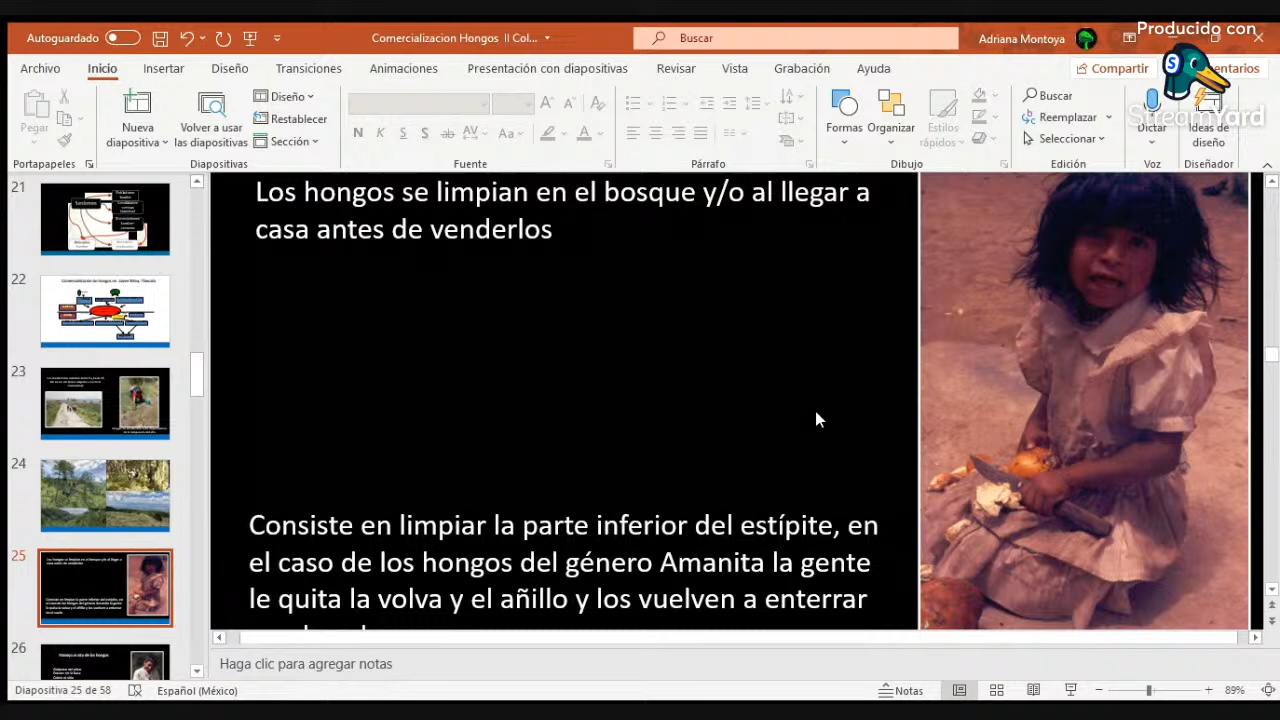 Producido con
StreamYard
Autoguardado
Comercializacion Hongos II Col...
Buscar
Adriana Montoya
Archivo
Inicio
Insertar
Diseño
Transiciones
Animaciones
Presentación con diapositivas
Revisar
Vista
Grabación
Ayuda
Compartir
entarios
Pegar
Nueva
diapositiva
Volver a usar
las diapositivas
Diseño
Restablecer
Sección
N
K
S
S
ab
AV
Aa
A
Formas
Organizar
Estilos
rápidos
Buscar
Reemplazar
Seleccionar
Dictar
Ideas de
diseño
Portapapeles
Diapositivas
Fuente
Párrafo
Dibujo
Edición
Voz
Diseñador
21
22
23
24
25
26
Los hongos se limpian en el bosque y/o al llegar a
casa antes de venderlos
Consiste en limpiar la parte inferior del estípite, en
el caso de los hongos del género Amanita la gente
le quita la volva y el añillo y los vuelven a enterrar
Haga clic para agregar notas
Diapositiva 25 de 58
Español (México)
Notas
89%